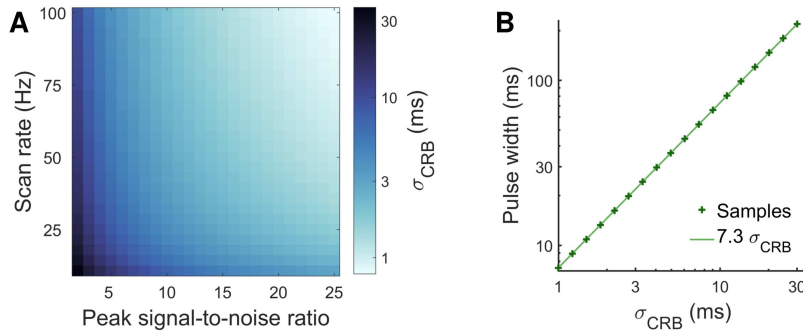 A
Scan rate (Hz)
100
75
50
25
5
10
15
20
25
Peak signal-to-noise ratio
30
10
3
1
σCRB (ms)
B
Pulse width (ms)
100
30
10
1
3
10
30
σCRB (ms)
Samples
7.3 σCRB